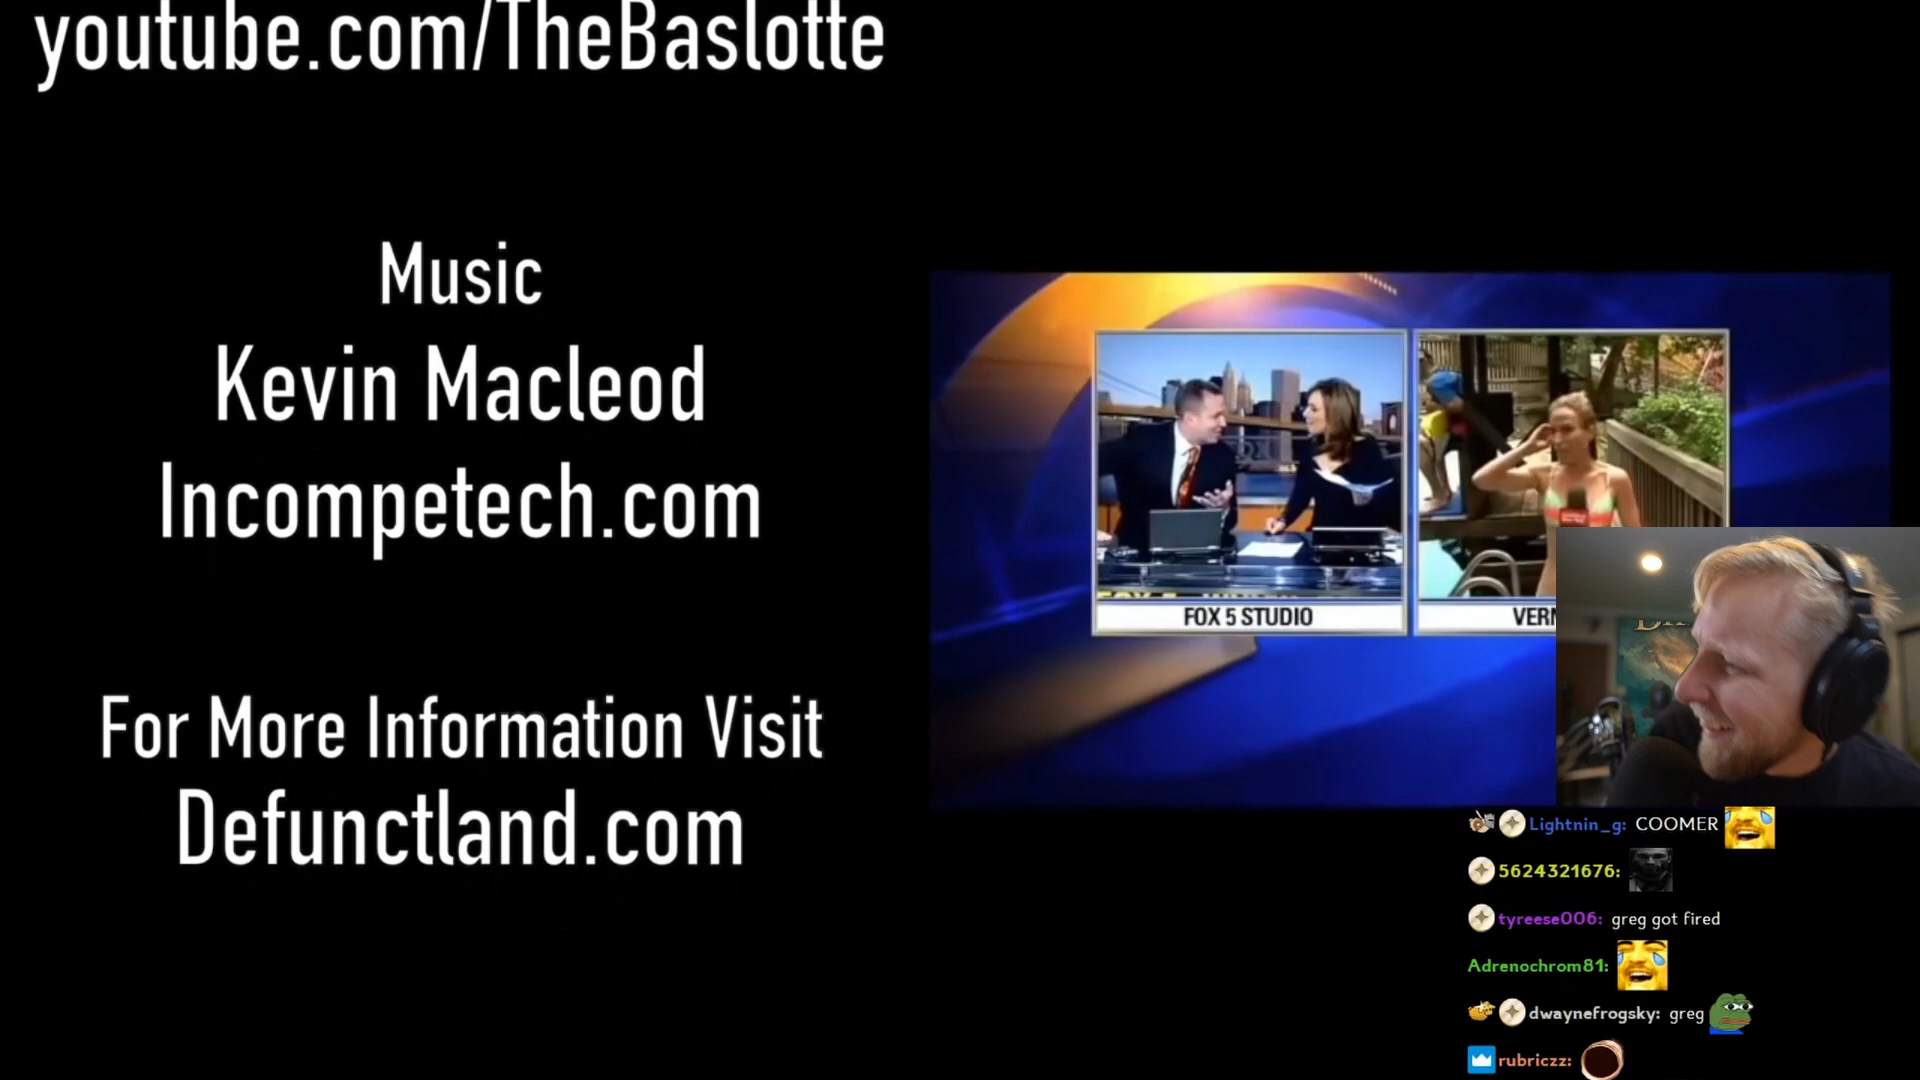 youtube.com/TheBaslotte
Music
Kevin Macleod
Incompetech.com
For More Information Visit
Defunctland.com
FOX 5 STUDIO
VERN
Lightnin_g: COOMER
5624321676:
tyreese006: greg got fired
Adrenochrom81:
dwaynefrogsky: greg
rubriczz: